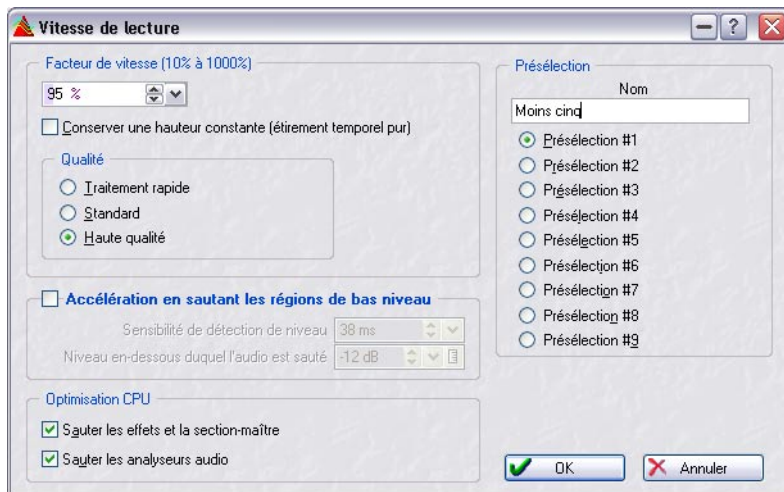 Vitesse de lecture
Facteur de vitesse (10% à 1000%)
95 %
Conserver une hauteur constante (étirement temporel pur)
Qualité
Traitement rapide
Standard
Haute qualité
Accélération en sautant les régions de bas niveau
Sensibilité de détection de niveau 38 ms
Niveau en-dessous duquel l'audio est sauté -12 dB
Optimisation CPU
Sauter les effets et la section-maître
Sauter les analyseurs audio
Présélection
Nom
Moins cinq
Présélection #1
Présélection #2
Présélection #3
Présélection #4
Présélection #5
Présélection #6
Présélection #7
Présélection #8
Présélection #9
OK
Annuler